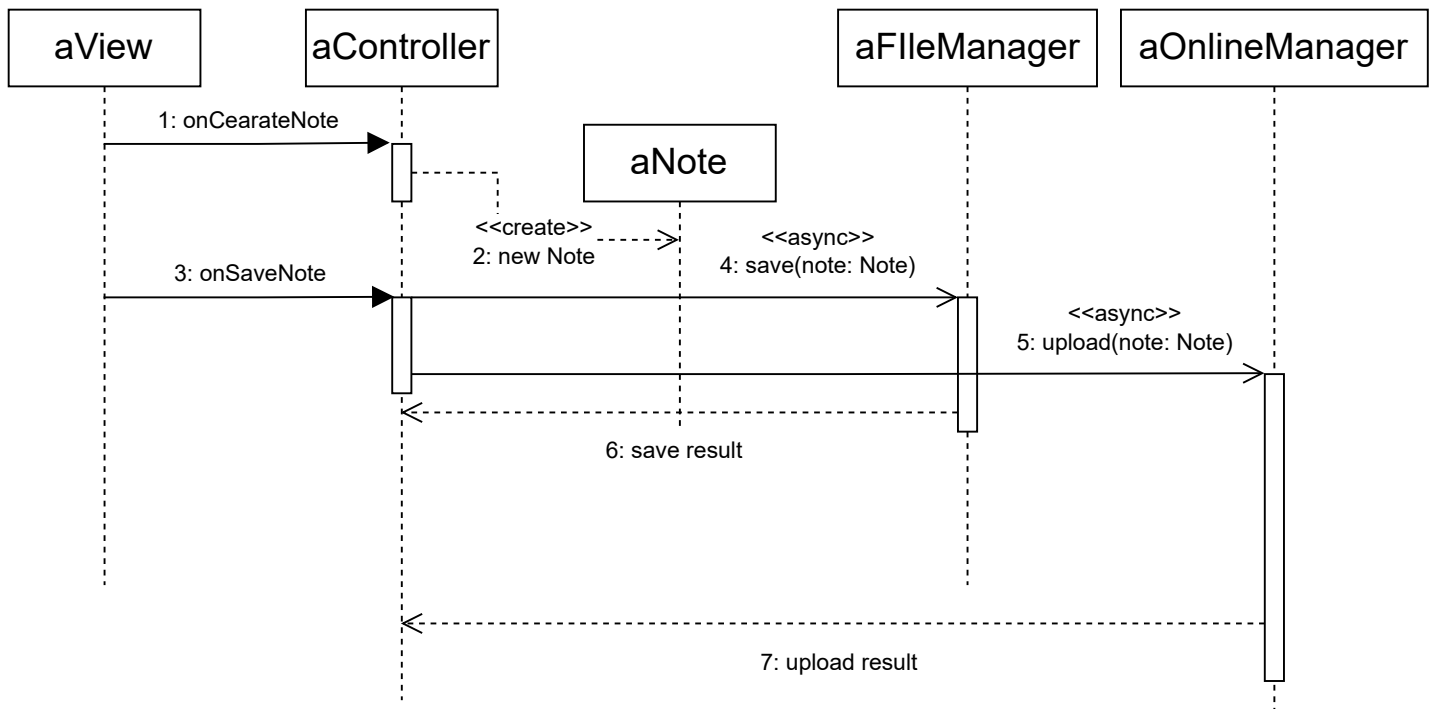 aView
aController
aFIleManager
aOnlineManager
1: onCearateNote
aNote
<<create>>
2: new Note
<<async>>
4: save(note: Note)
3: onSaveNote
<<async>>
5: upload(note: Note)
6: save result
7: upload result